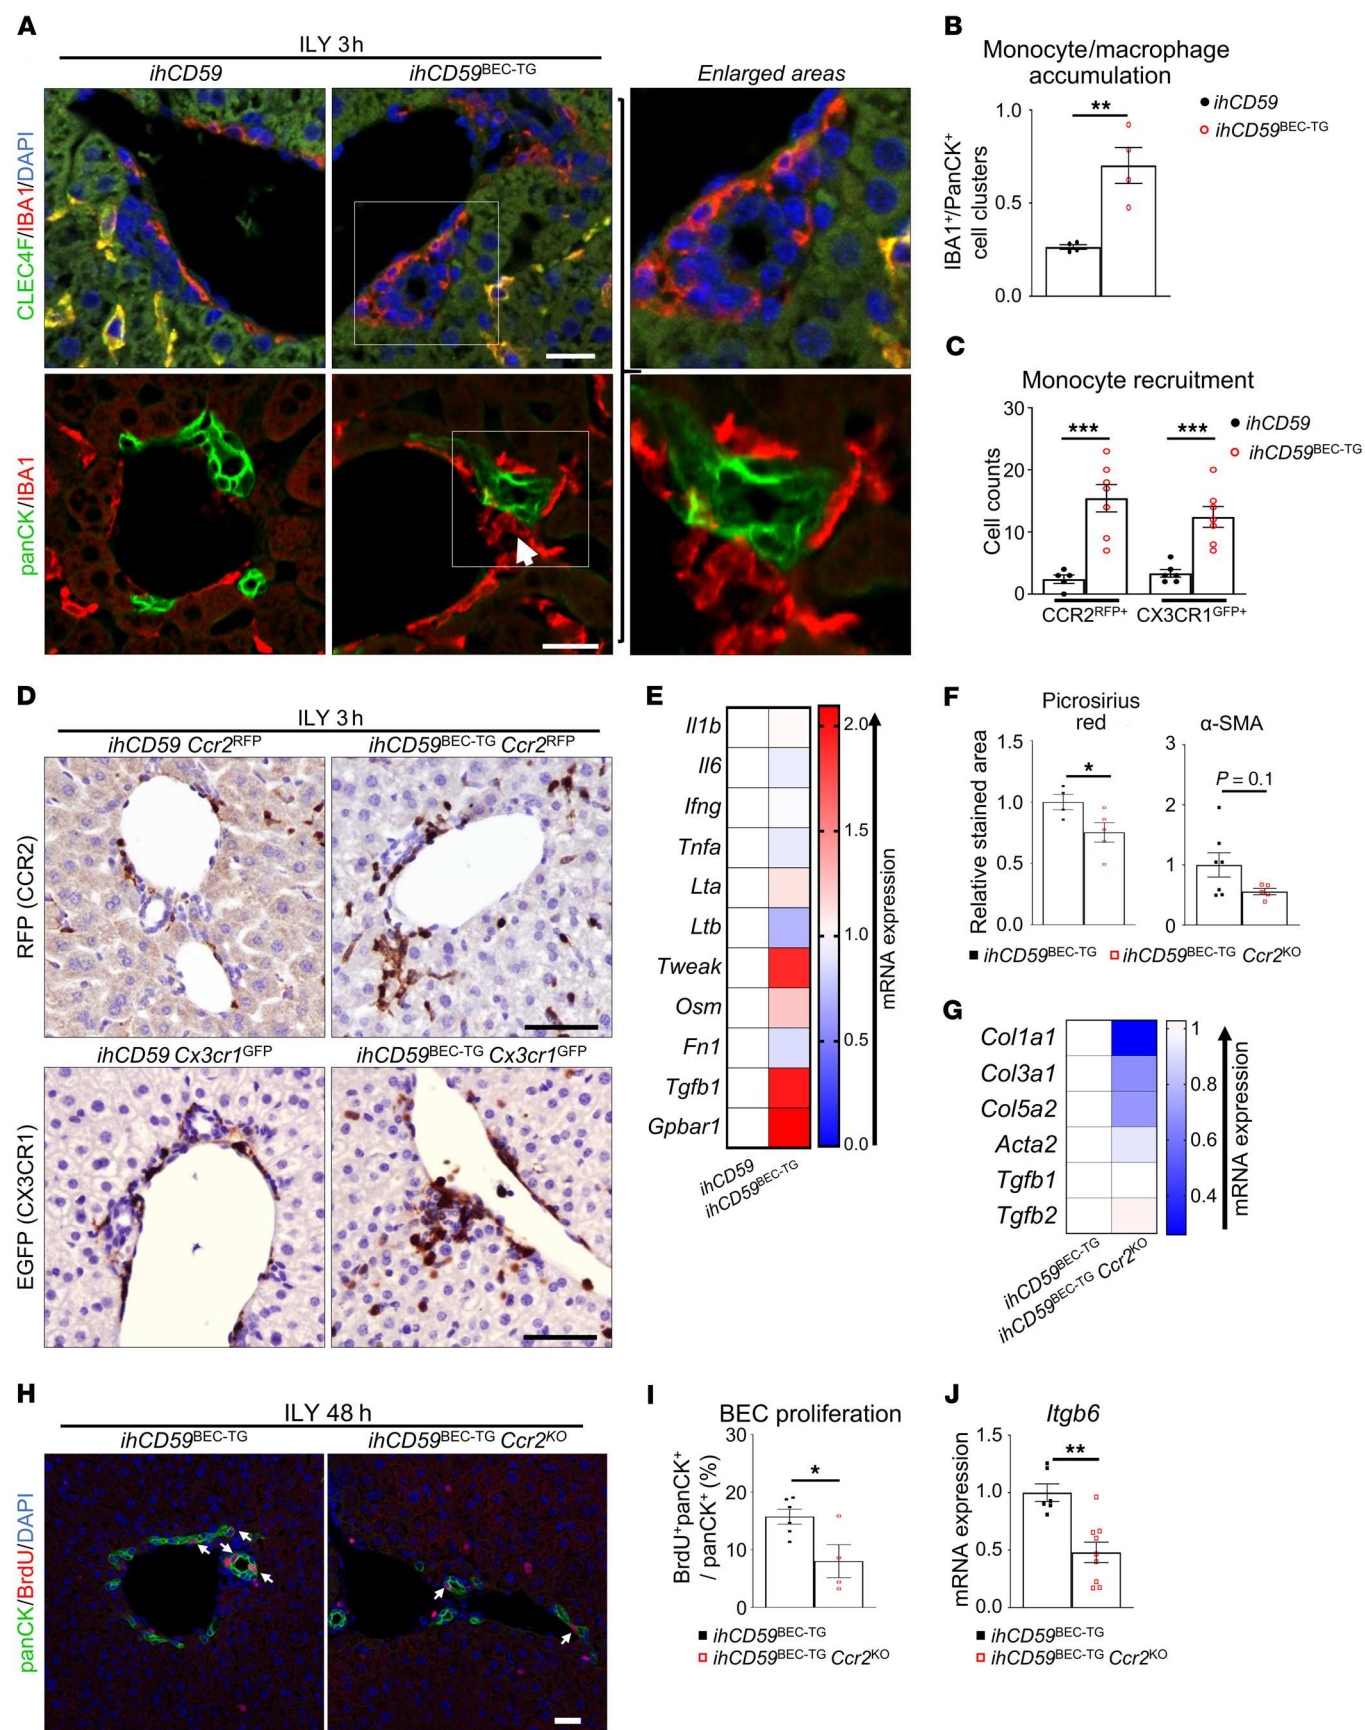 A
ILY 3h
ihCD59
ihCD59BEC-TG
Enlarged areas
CLEC4F/IBA1/DAPI
panCK/IBA1
B
Monocyte/macrophage
accumulation
IBA1+/PanCK+
cell clusters
1.0
0.5
0.0
**
ihCD59
ihCD59BEC-TG
C
Monocyte recruitment
Cell counts
30
20
10
0
***
***
ihCD59
ihCD59BEC-TG
CCR2RFP+
CX3CR1GFP+
D
ILY 3h
ihCD59 Ccr2RFP
ihCD59BEC-TG Ccr2RFP
RFP (CCR2)
ihCD59 Cx3cr1GFP
ihCD59BEC-TG Cx3cr1GFP
EGFP (CX3CR1)
E
Il1b
Il6
Ifng
Tnfa
Lta
Ltb
Tweak
Osm
Fn1
Tgfb1
Gpbar1
ihCD59
ihCD59BEC-TG
2.0
1.5
1.0
0.5
0.0
mRNA expression
F
Picrosirius
red
Relative stained area
1.5
1.0
0.5
0.0
*
α-SMA
3
2
1
0
P = 0.1
ihCD59BEC-TG
ihCD59BEC-TG Ccr2KO
G
Col1a1
Col3a1
Col5a2
Acta2
Tgfb1
Tgfb2
ihCD59BEC-TG
ihCD59BEC-TG Ccr2KO
1
0.8
0.6
0.4
mRNA expression
H
ILY 48h
ihCD59BEC-TG
ihCD59BEC-TG Ccr2KO
panCK/BrdU/DAPI
I
BEC proliferation
BrdU+panCK+
/ panCK+ (%)
30
20
10
0
*
ihCD59BEC-TG
ihCD59BEC-TG Ccr2KO
J
Itgb6
mRNA expression
1.5
1.0
0.5
0.0
**
ihCD59BEC-TG
ihCD59BEC-TG Ccr2KO